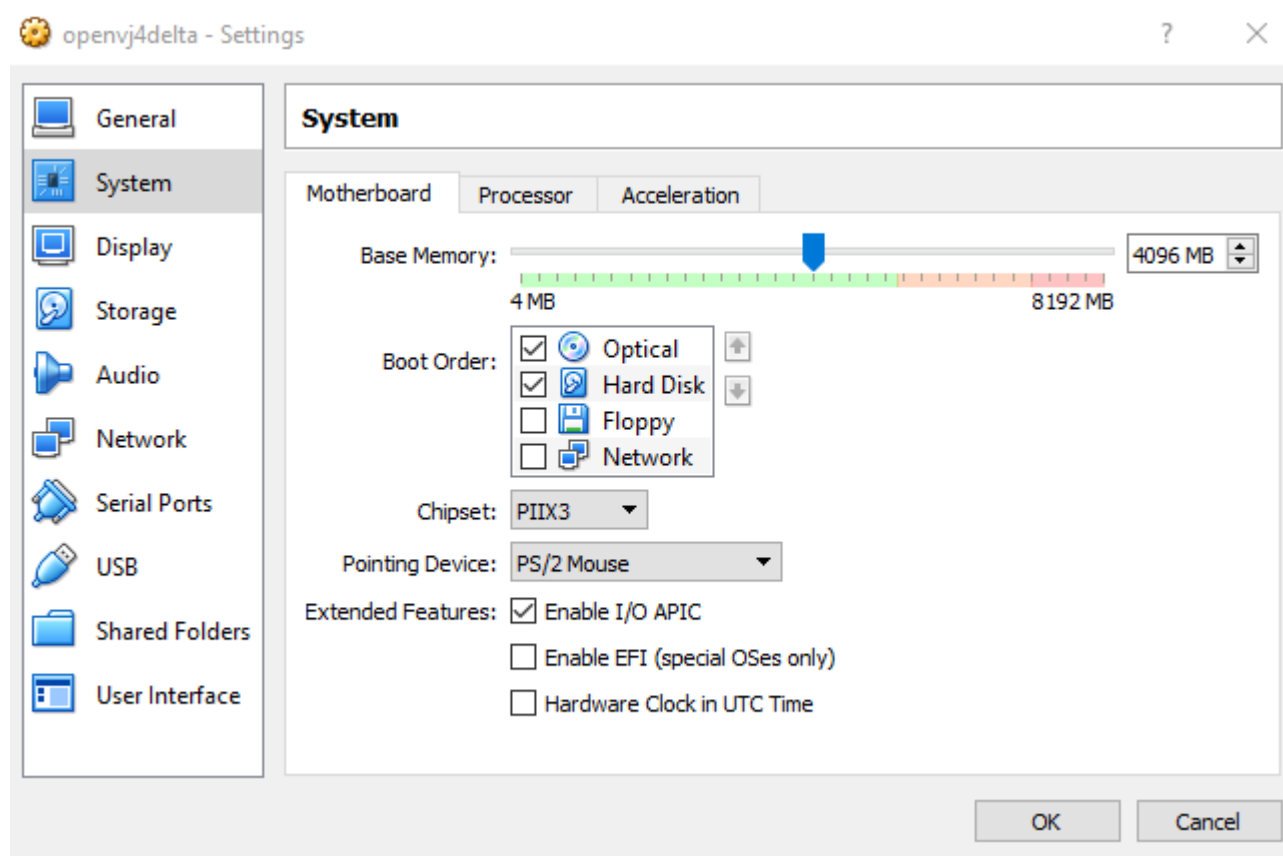 openvj4delta - Settings
?
General
System
Display
Storage
Audio
Network
Serial Ports
USB
Shared Folders
User Interface
System
Motherboard Processor Acceleration
Base Memory: 4096 MB
4 MB 8192 MB
Boot Order:
Optical
Hard Disk
Floppy
Network
Chipset: PIIX3
Pointing Device: PS/2 Mouse
Extended Features: Enable I/O APIC
Enable EFI (special OSes only)
Hardware Clock in UTC Time
OK Cancel